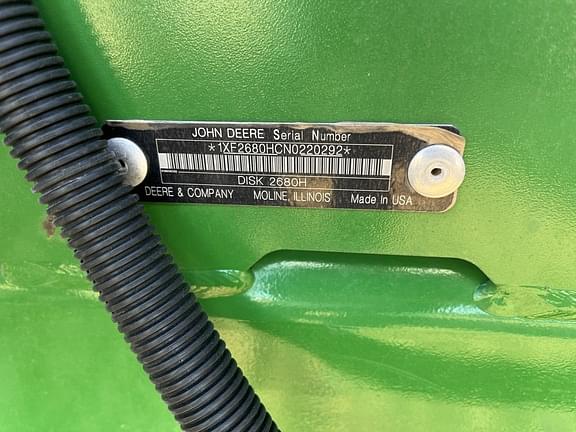 JOHN DEERE Serial Number
*1XF2680HCN0220292*
DISK 2680H
DEERE & COMPANY MOLINE, ILLINOIS Made in USA